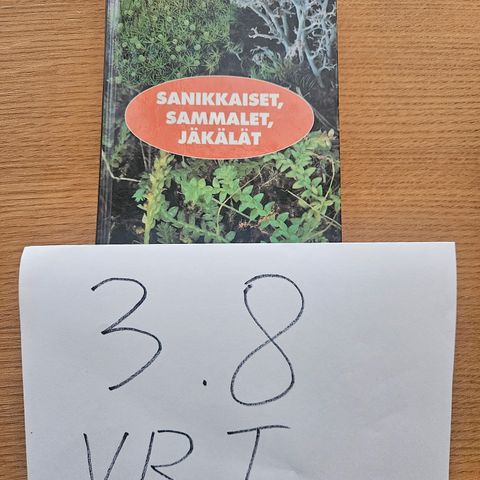 SANIKKAISET,
SAMMALET,
JÄKÄLÄT
3.8
VRT